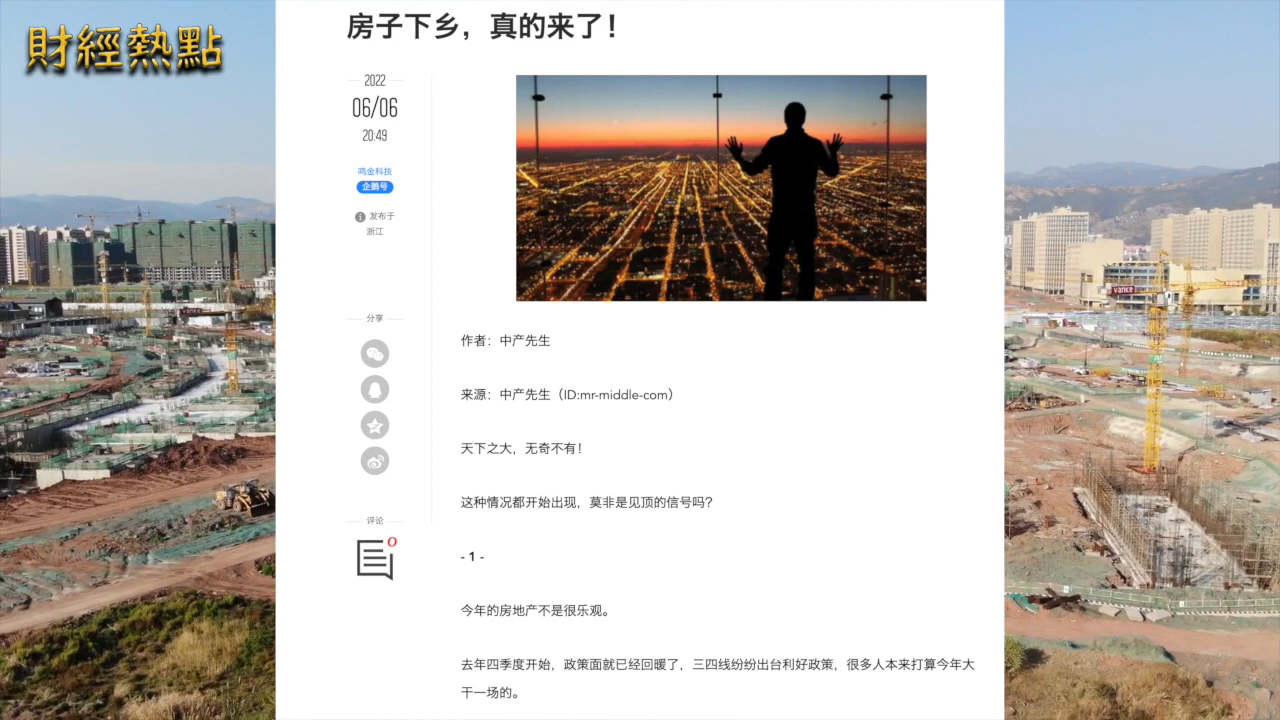 財經熱點
房子下乡，真的来了！
2022
06/06
20:49
鸣金科技
企鹅号
发布于
浙江
分享
评论
0
作者：中产先生
来源：中产先生（ID:mr-middle-com）
天下之大，无奇不有！
这种情况都开始出现，莫非是见顶的信号吗？
- 1 -
今年的房地产不是很乐观。
去年四季度开始，政策面就已经回暖了，三四线纷纷出台利好政策，很多人本来打算今年大
干一场的。
yance